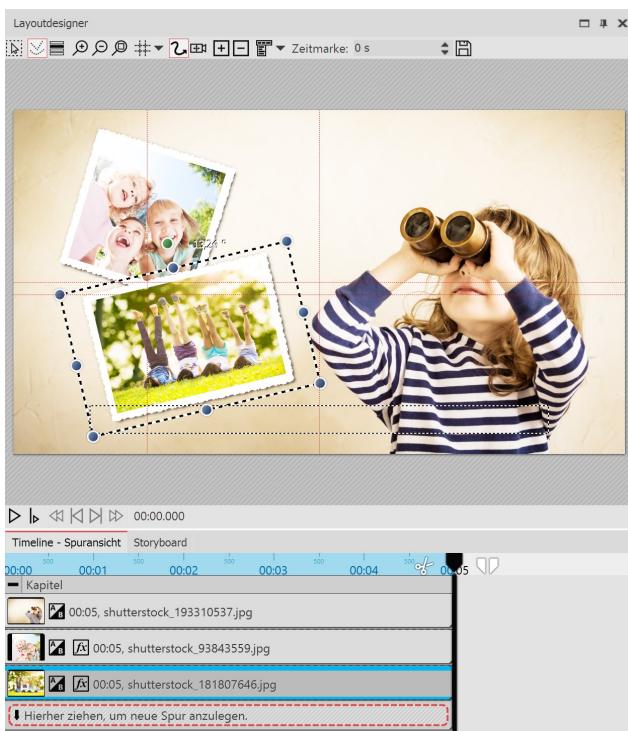 Layoutdesigner
Zeitmarke: 0 s
00:00.000
Timeline - Spuransicht Storyboard
500 500 500 500 500
00:00 00:01 00:02 00:03 00:04 00:05
Kapitel
00:05, shutterstock_193310537.jpg
fx 00:05, shutterstock_93843559.jpg
fx 00:05, shutterstock_181807646.jpg
Hierher ziehen, um neue Spur anzulegen.